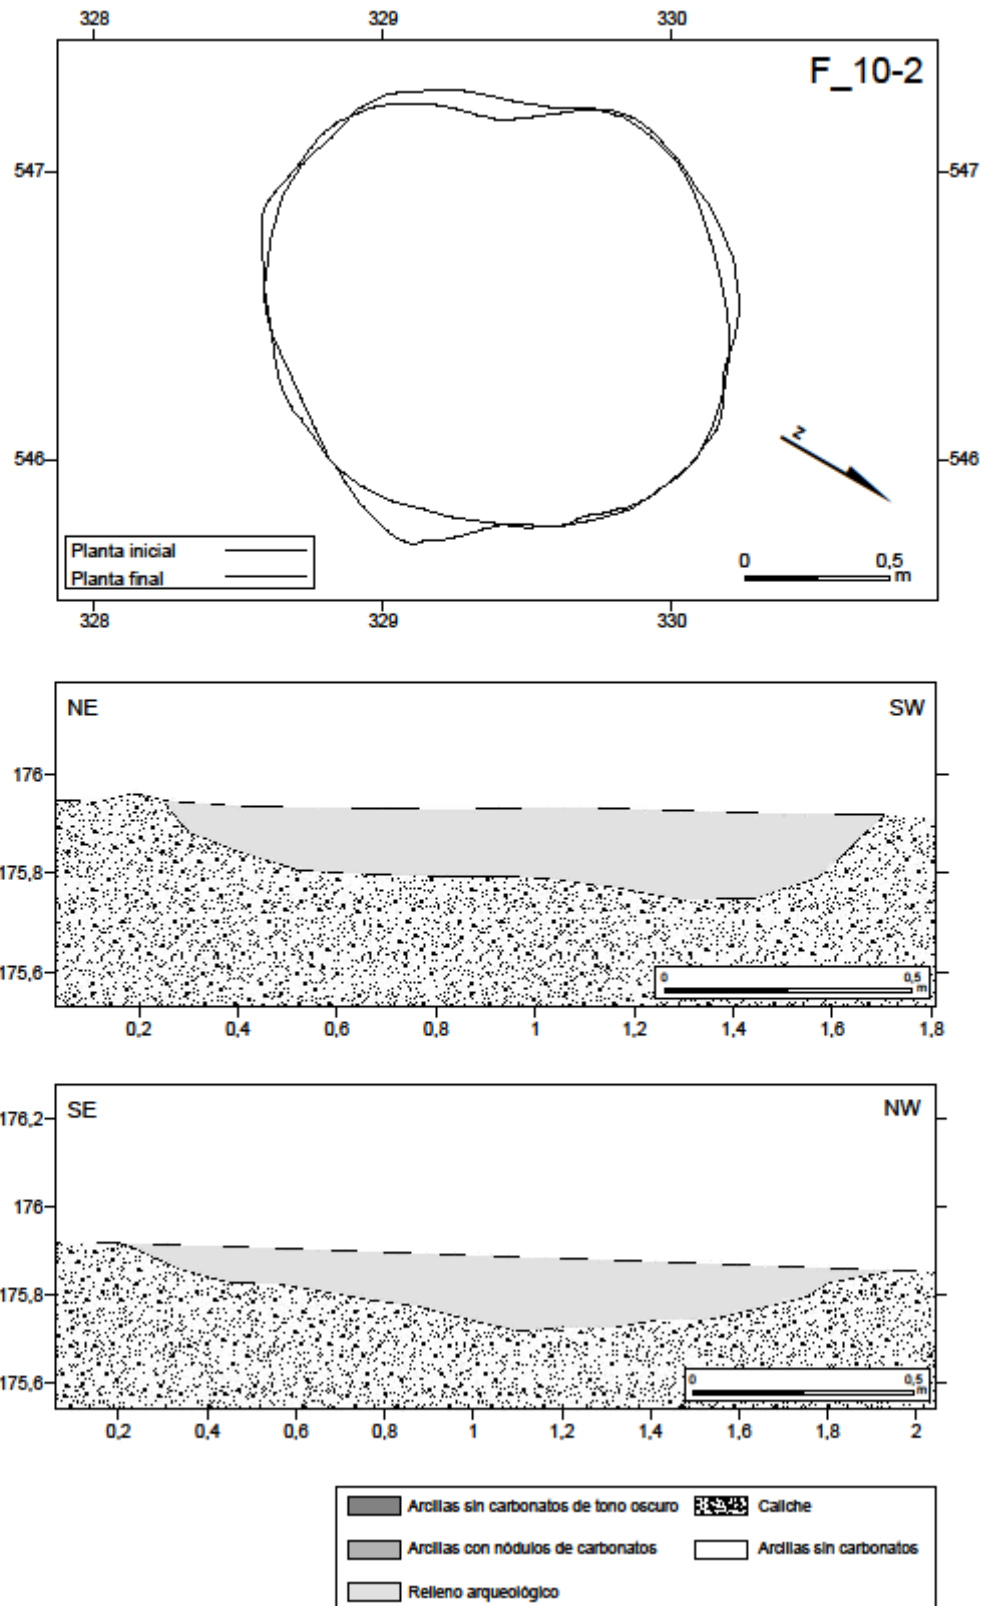 328 329 330
F_10-2
547 547
546 546
N
Planta inicial
Planta final
0 0,5
m
328 329 330
NE SW
176
175,8
175,6
0 0,5
m
0,2 0,4 0,6 0,8 1 1,2 1,4 1,6 1,8
SE NW
176,2
176
175,8
175,6
0 0,5
m
0,2 0,4 0,6 0,8 1 1,2 1,4 1,6 1,8 2
Arcillas sin carbonatos de tono oscuro Caliche
Arcillas con nódulos de carbonatos Arcillas sin carbonatos
Relleno arqueológico